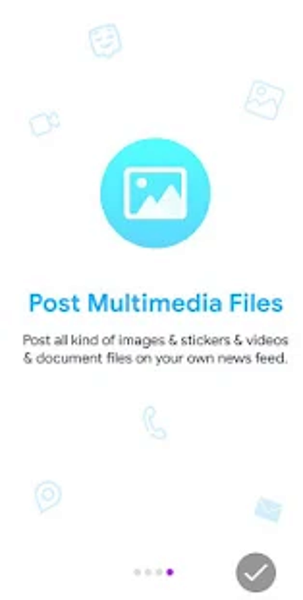 Post Multimedia Files
Post all kind of images & stickers & videos
& document files on your own news feed.